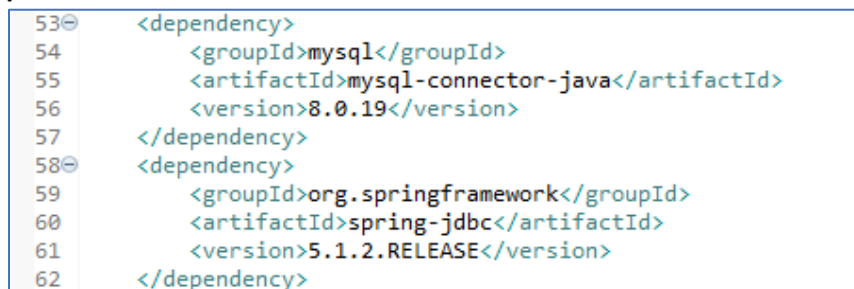 53 <dependency>
54 <groupId>mysql</groupId>
55 <artifactId>mysql-connector-java</artifactId>
56 <version>8.0.19</version>
57 </dependency>
58 <dependency>
59 <groupId>org.springframework</groupId>
60 <artifactId>spring-jdbc</artifactId>
61 <version>5.1.2.RELEASE</version>
62 </dependency>